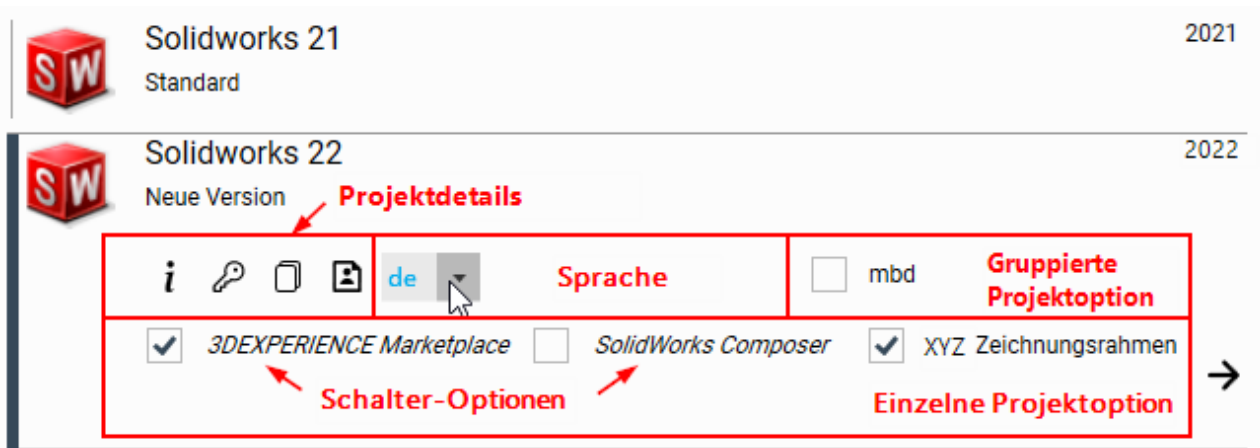 Solidworks 21 2021
Standard
SW
Solidworks 22 2022
Neue Version Projektdetails
SW
i de Sprache mbd Gruppierte
Projektoption
3DEXPERIENCE Marketplace SolidWorks Composer XYZ Zeichnungsrahmen
Schalter-Optionen Einzelne Projektoption